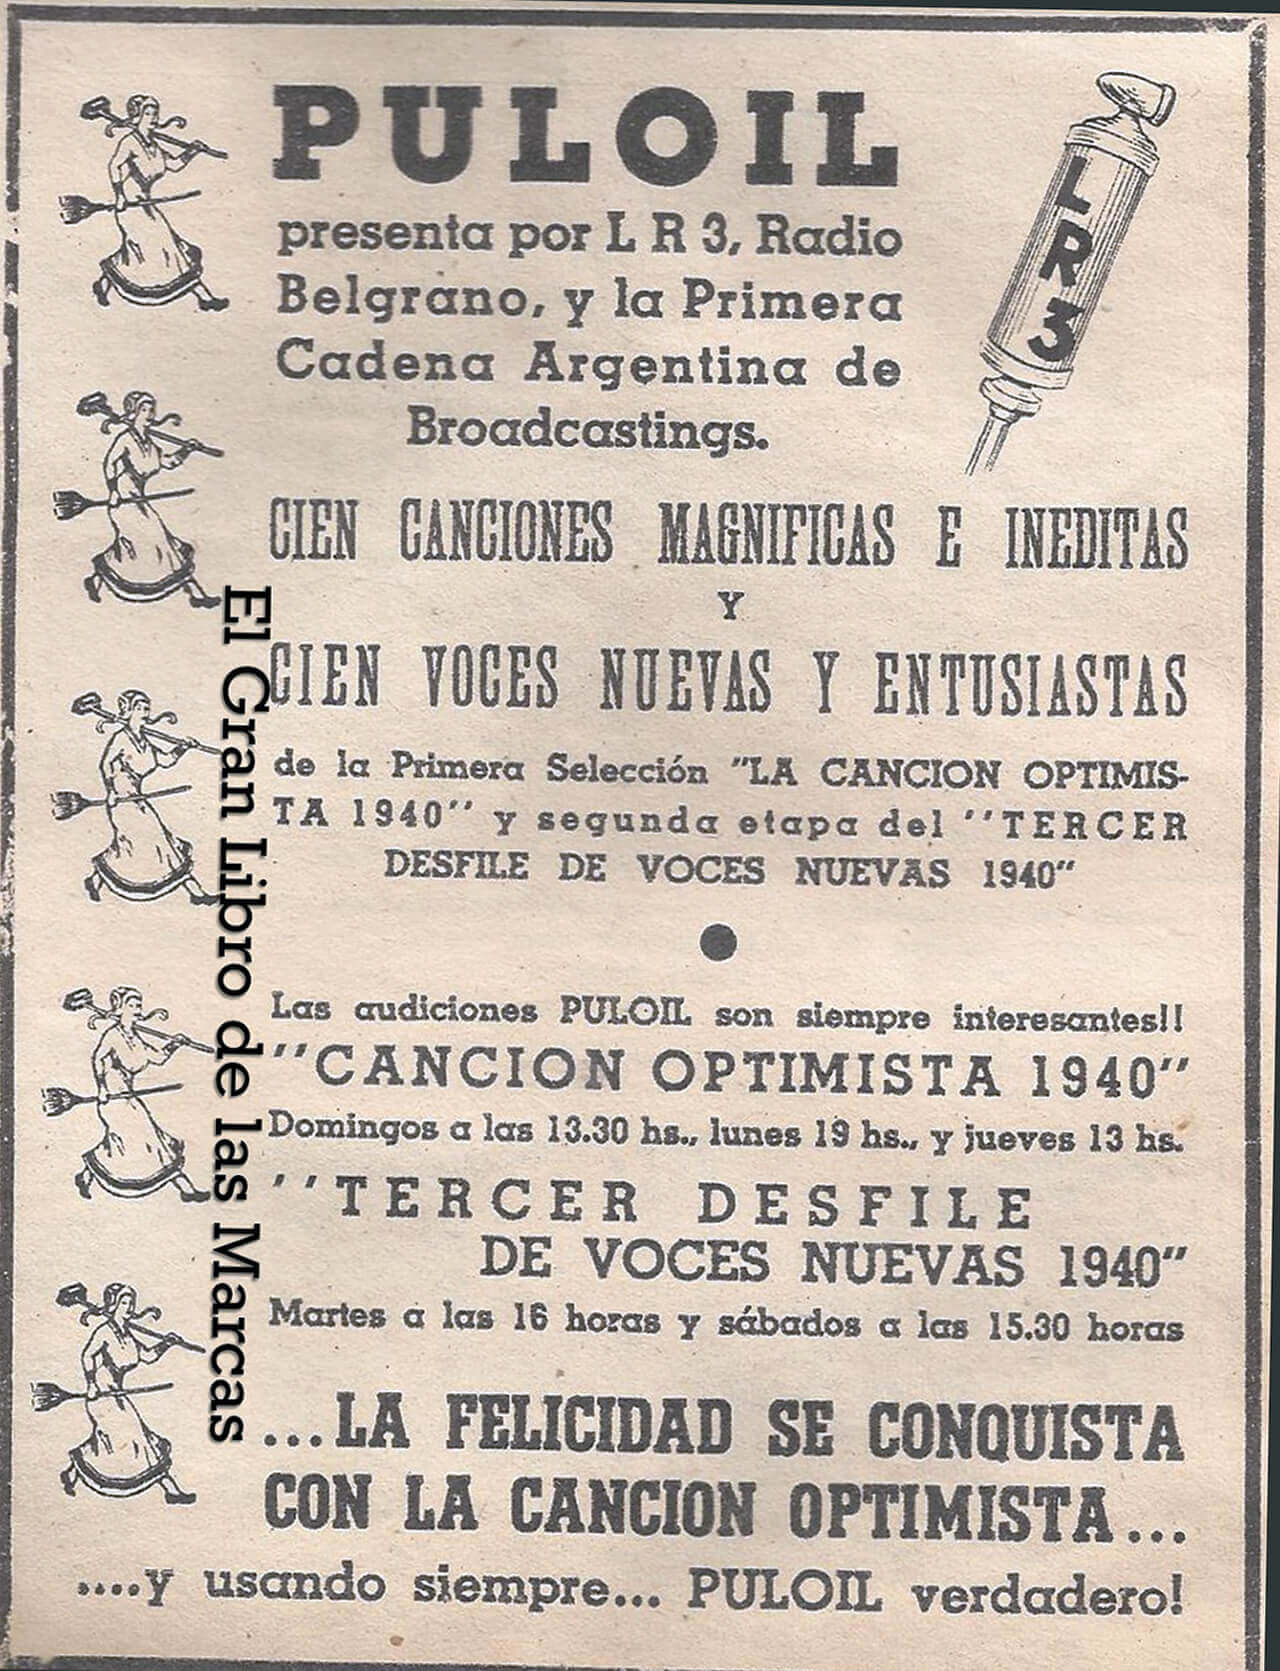 PULOIL
presenta por L R 3, Radio
Belgrano, y la Primera
Cadena Argentina de
Broadcastings.
LR3
CIEN CANCIONES MAGNIFICAS E INEDITAS
Y
CIEN VOCES NUEVAS Y ENTUSIASTAS
de la Primera Selección "LA CANCION OPTIMIS-
TA 1940" y segunda etapa del "TERCER
DESFILE DE VOCES NUEVAS 1940"
Las audiciones PULOIL son siempre interesantes!!
"CANCION OPTIMISTA 1940"
Domingos a las 13.30 hs., lunes 19 hs., y jueves 13 hs.
"TERCER DESFILE
DE VOCES NUEVAS 1940"
Martes a las 16 horas y sábados a las 15.30 horas
...LA FELICIDAD SE CONQUISTA
CON LA CANCION OPTIMISTA...
....y usando siempre... PULOIL verdadero!
El Gran Libro de las Marcas